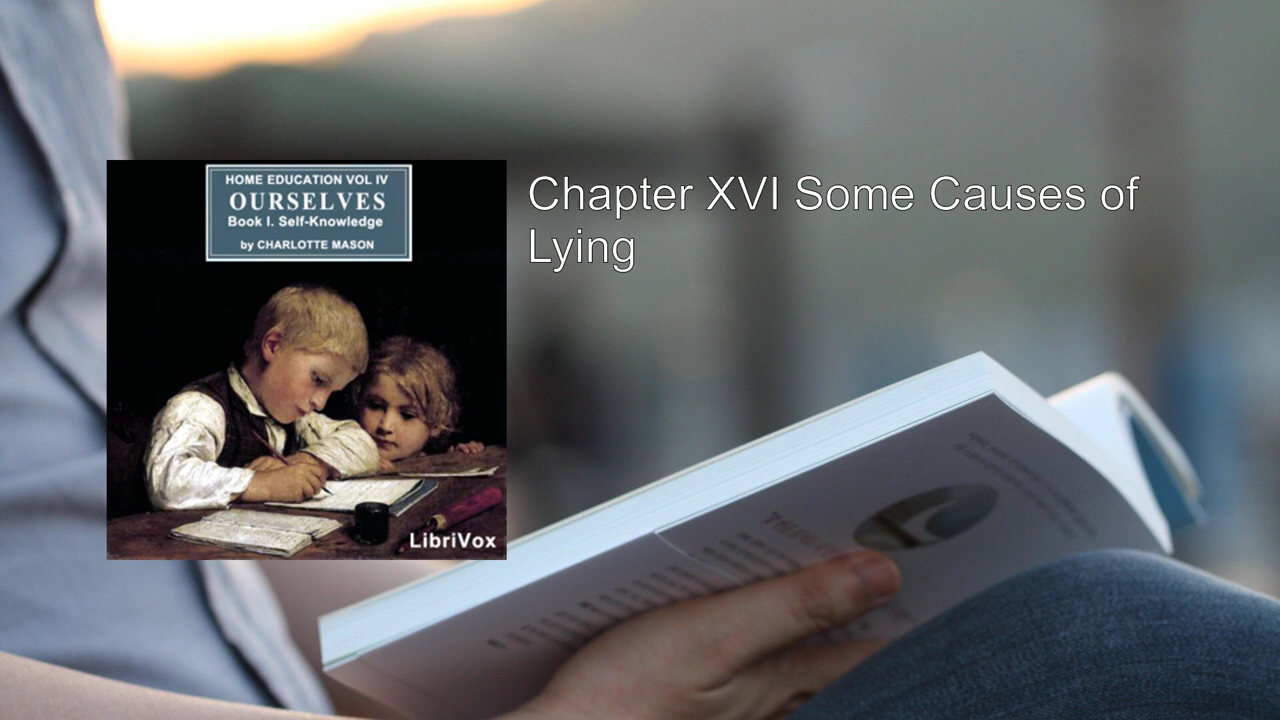 HOME EDUCATION VOL IV
OURSELVES
Book I. Self-Knowledge
by CHARLOTTE MASON
LibriVox
Chapter XVI Some Causes of
Lying